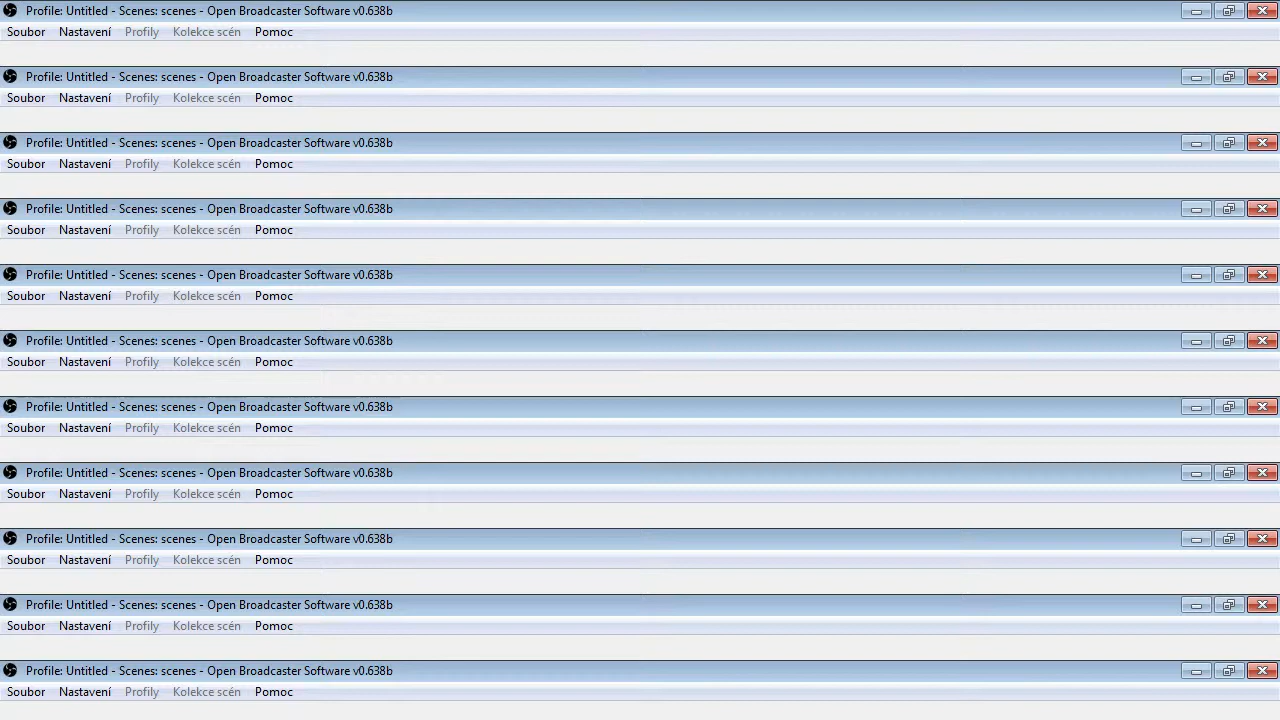 Profile: Untitled - Scenes: scenes - Open Broadcaster Software v0.638b
Soubor Nastavení Profily Kolekce scén Pomoc
Profile: Untitled - Scenes: scenes - Open Broadcaster Software v0.638b
Soubor Nastavení Profily Kolekce scén Pomoc
Profile: Untitled - Scenes: scenes - Open Broadcaster Software v0.638b
Soubor Nastavení Profily Kolekce scén Pomoc
Profile: Untitled - Scenes: scenes - Open Broadcaster Software v0.638b
Soubor Nastavení Profily Kolekce scén Pomoc
Profile: Untitled - Scenes: scenes - Open Broadcaster Software v0.638b
Soubor Nastavení Profily Kolekce scén Pomoc
Profile: Untitled - Scenes: scenes - Open Broadcaster Software v0.638b
Soubor Nastavení Profily Kolekce scén Pomoc
Profile: Untitled - Scenes: scenes - Open Broadcaster Software v0.638b
Soubor Nastavení Profily Kolekce scén Pomoc
Profile: Untitled - Scenes: scenes - Open Broadcaster Software v0.638b
Soubor Nastavení Profily Kolekce scén Pomoc
Profile: Untitled - Scenes: scenes - Open Broadcaster Software v0.638b
Soubor Nastavení Profily Kolekce scén Pomoc
Profile: Untitled - Scenes: scenes - Open Broadcaster Software v0.638b
Soubor Nastavení Profily Kolekce scén Pomoc
Profile: Untitled - Scenes: scenes - Open Broadcaster Software v0.638b
Soubor Nastavení Profily Kolekce scén Pomoc